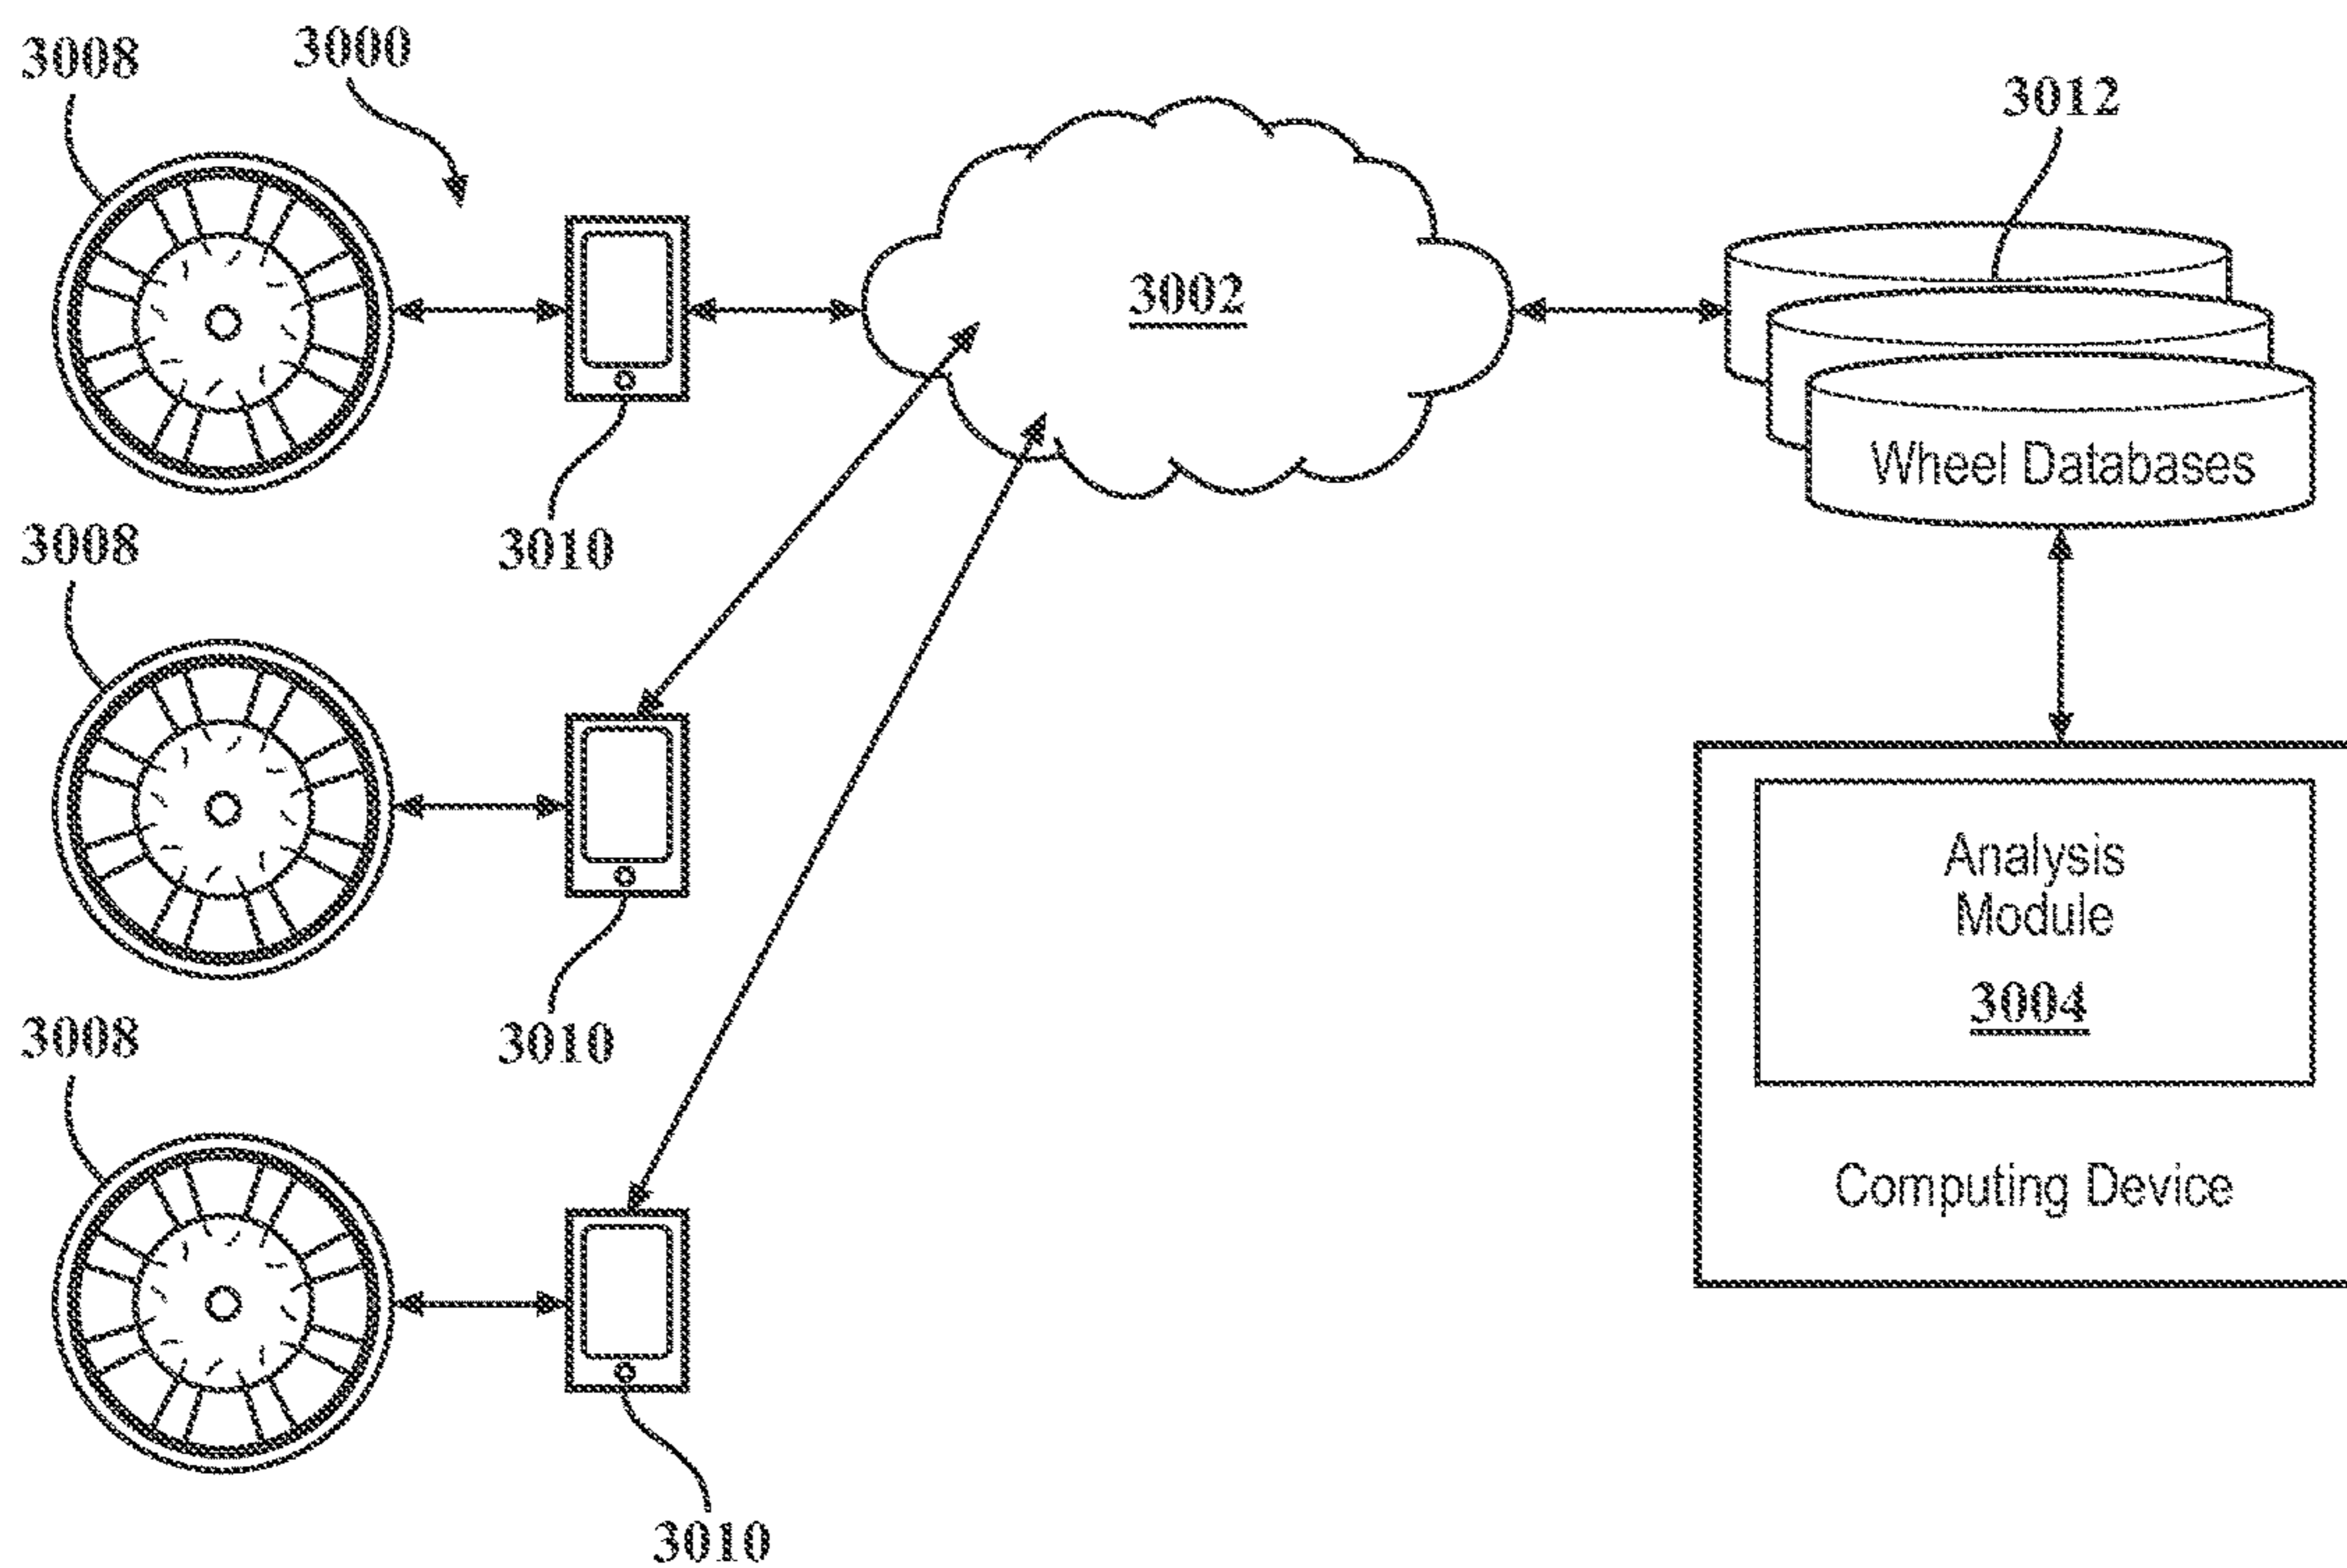 3008
3000
3012
3002
3010
Wheel Databases
3008
Analysis
Module
3004
3010
3008
Computing Device
3010